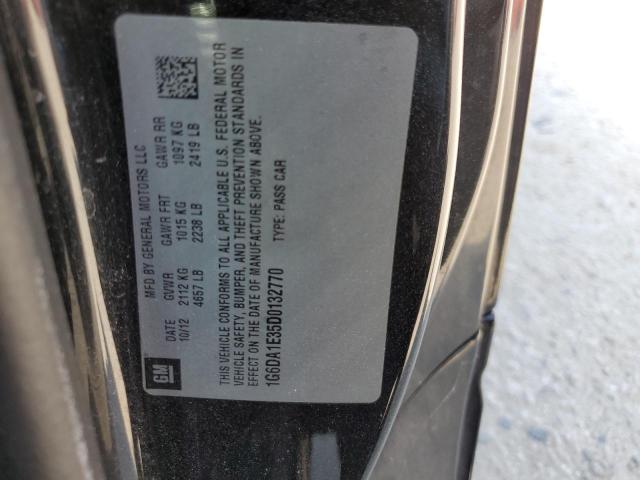 GM
MFD BY GENERAL MOTORS LLC
DATE GVWR GAWR FRT GAWR RR
10/12 2112 KG 1015 KG 1097 KG
4657 LB 2238 LB 2419 LB
THIS VEHICLE CONFORMS TO ALL APPLICABLE U.S. FEDERAL MOTOR
VEHICLE SAFETY, BUMPER, AND THEFT PREVENTION STANDARDS IN
EFFECT ON THE DATE OF MANUFACTURE SHOWN ABOVE.
1G6DA1E35D0132770 TYPE: PASS CAR